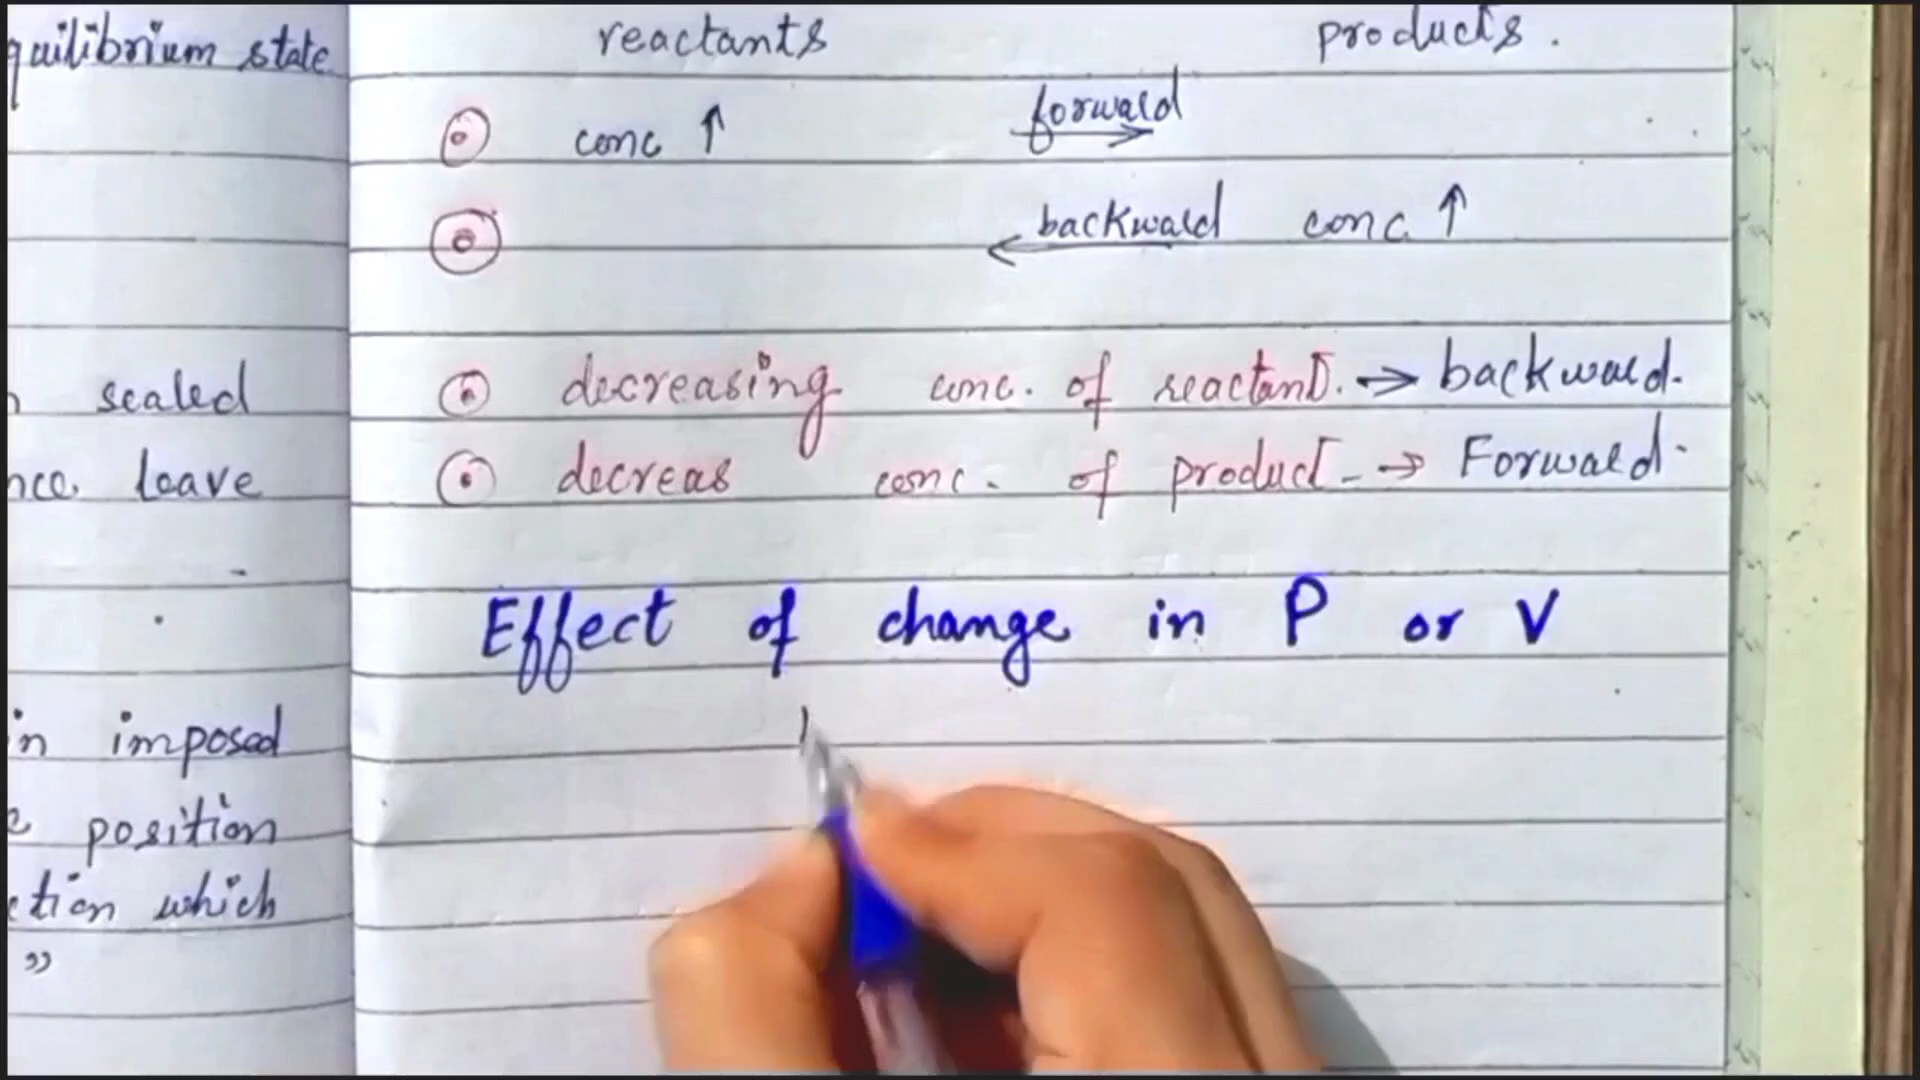 quilibrium state
sealed
leave
in imposed
position
ction which
”
reactants products.
conc ↑ forward →
← backward conc. ↑
decreasing conc. of reactant. → backward.
decreas conc. of product. → Forward.
Effect of change in P or V